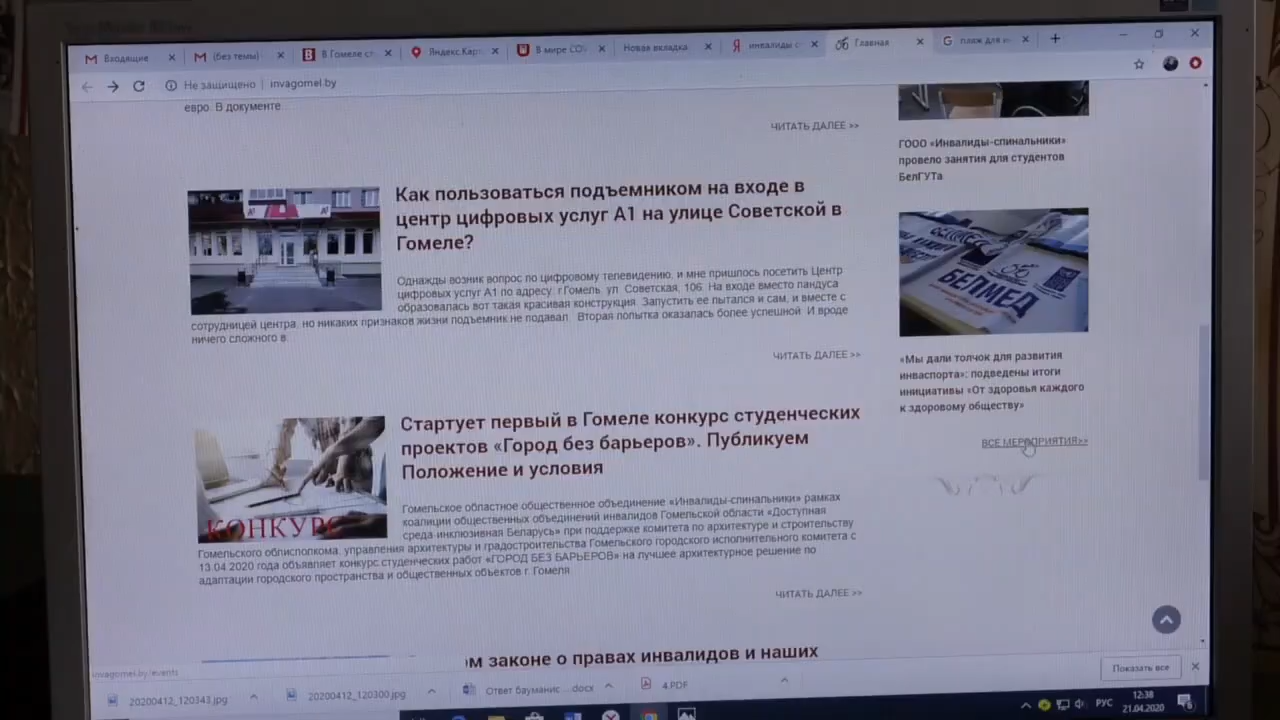 Входящие
(без темы)
В Гомеле ст
Яндекс Карт
В мире COV
Новая вкладка
инвалиды с
Главная
пляж для и
Не защищено
invagomel.by
евро. В документе...
ЧИТАТЬ ДАЛЕЕ >>
Как пользоваться подъемником на входе в
центр цифровых услуг А1 на улице Советской в
Гомеле?
Однажды возник вопрос по цифровому телевидению, и мне пришлось посетить Центр
цифровых услуг А1 по адресу: г.Гомель. ул. Советская, 106. На входе вместо пандуса
образовалась вот такая красивая конструкция. Запустить ее пытался и сам, и вместе с
сотрудницей центра, но никаких признаков жизни подъемник не подавал. Вторая попытка оказалась более успешной. И вроде
ничего сложного в...
ЧИТАТЬ ДАЛЕЕ >>
КОНКУРС
Стартует первый в Гомеле конкурс студенческих
проектов «Город без барьеров». Публикуем
Положение и условия
Гомельское областное общественное объединение «Инвалиды-спинальники» рамках
коалиции общественных объединений инвалидов Гомельской области «Доступная
среда-инклюзивная Беларусь» при поддержке комитета по архитектуре и строительству
Гомельского облисполкома, управления архитектуры и градостроительства Гомельского городского исполнительного комитета с
13.04.2020 года объявляет конкурс студенческих работ «ГОРОД БЕЗ БАРЬЕРОВ» на лучшее архитектурное решение по
адаптации городского пространства и общественных объектов г. Гомеля.
ЧИТАТЬ ДАЛЕЕ >>
м законе о правах инвалидов и наших
ГООО «Инвалиды-спинальники»
провело занятия для студентов
БелГУТа
БЕЛМЕД
«Мы дали толчок для развития
инваспорта»: подведены итоги
инициативы «От здоровья каждого
к здоровому обществу»
ВСЕ МЕРОПРИЯТИЯ>>
invagomel.by/events
20200412_120343.jpg
20200412_120300.jpg
Ответ бауманис ....docx
4.PDF
Показать все
РУС
12:38
21.04.2020